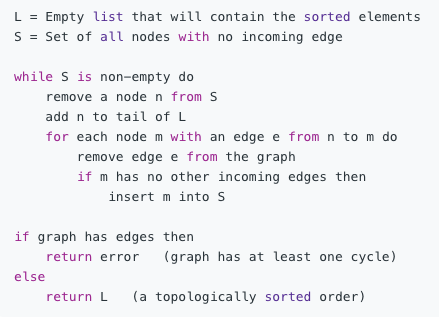 L = Empty list that will contain the sorted elements
S = Set of all nodes with no incoming edge

while S is non-empty do
    remove a node n from S
    add n to tail of L
    for each node m with an edge e from n to m do
        remove edge e from the graph
        if m has no other incoming edges then
            insert m into S

if graph has edges then
    return error   (graph has at least one cycle)
else
    return L   (a topologically sorted order)